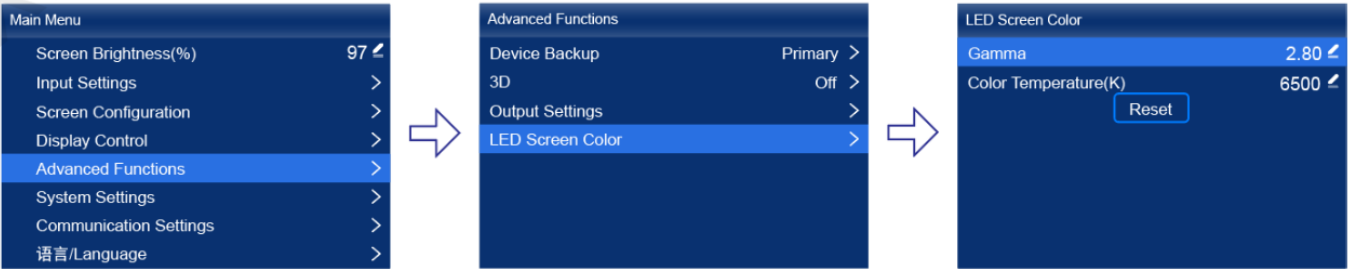 Main Menu
Screen Brightness(%) 97
Input Settings
Screen Configuration
Display Control
Advanced Functions
System Settings
Communication Settings
语言/Language
Advanced Functions
Device Backup Primary
3D Off
Output Settings
LED Screen Color
LED Screen Color
Gamma 2.80
Color Temperature(K) 6500
Reset